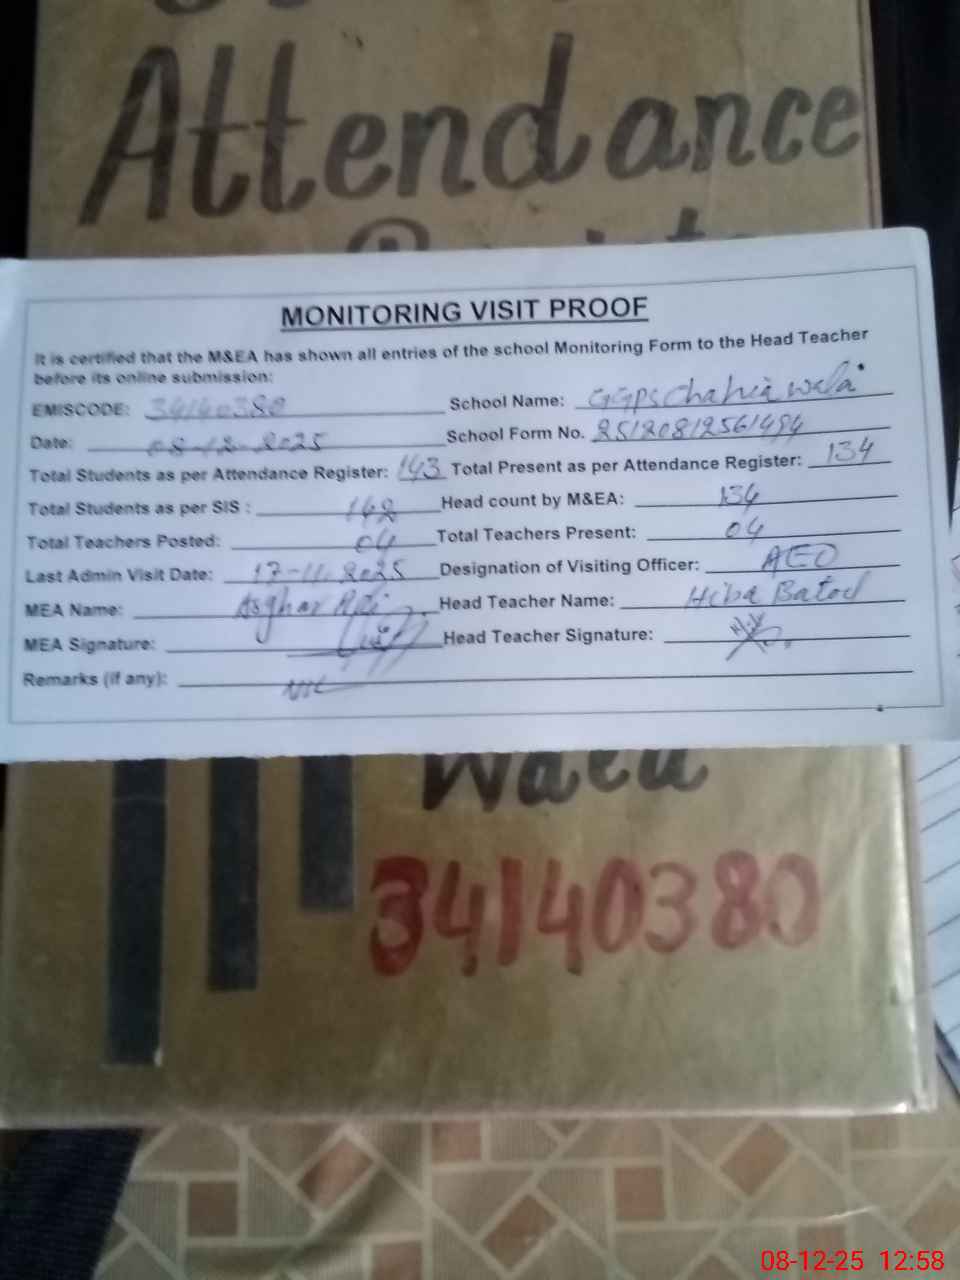 Attendance
MONITORING VISIT PROOF
It is certified that the M&EA has shown all entries of the school Monitoring Form to the Head Teacher
before its online submission:
EMISCODE: 34140380 School Name: GGPS Chahia wala
Date: 08-12-2025 School Form No. 25120812561494
Total Students as per Attendance Register: 143 Total Present as per Attendance Register: 134
Total Students as per SIS : 142 Head count by M&EA: 134
Total Teachers Posted: 04 Total Teachers Present: 04
Last Admin Visit Date: 17-11-2025 Designation of Visiting Officer: AEO
MEA Name: Asghar Ali Head Teacher Name: Hiba Batool
MEA Signature: Head Teacher Signature:
Remarks (if any): NIL
Wala
34140380
08-12-25 12:58